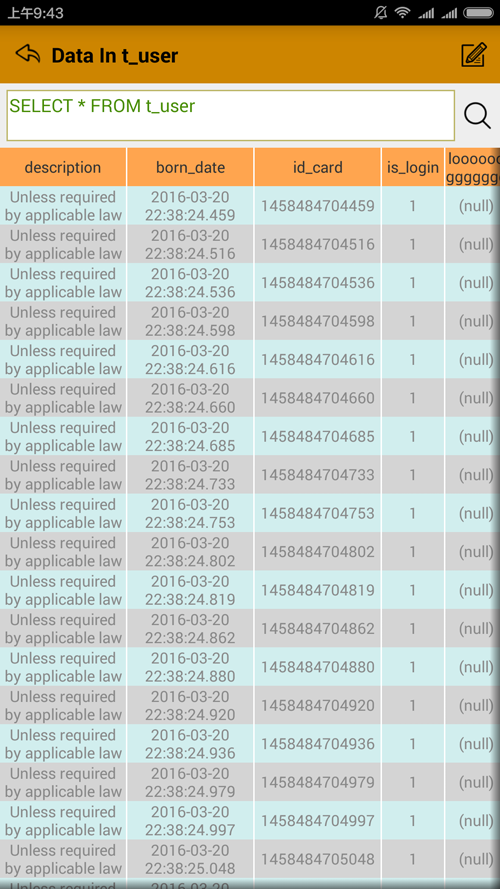 上午9:43
Data In t_user
SELECT * FROM t_user
description born_date id_card is_login looooo
gggggg
Unless required 2016-03-20
by applicable law 22:38:24.459 1458484704459 1 (null)
Unless required 2016-03-20
by applicable law 22:38:24.516 1458484704516 1 (null)
Unless required 2016-03-20
by applicable law 22:38:24.536 1458484704536 1 (null)
Unless required 2016-03-20
by applicable law 22:38:24.598 1458484704598 1 (null)
Unless required 2016-03-20
by applicable law 22:38:24.616 1458484704616 1 (null)
Unless required 2016-03-20
by applicable law 22:38:24.660 1458484704660 1 (null)
Unless required 2016-03-20
by applicable law 22:38:24.685 1458484704685 1 (null)
Unless required 2016-03-20
by applicable law 22:38:24.733 1458484704733 1 (null)
Unless required 2016-03-20
by applicable law 22:38:24.753 1458484704753 1 (null)
Unless required 2016-03-20
by applicable law 22:38:24.802 1458484704802 1 (null)
Unless required 2016-03-20
by applicable law 22:38:24.819 1458484704819 1 (null)
Unless required 2016-03-20
by applicable law 22:38:24.862 1458484704862 1 (null)
Unless required 2016-03-20
by applicable law 22:38:24.880 1458484704880 1 (null)
Unless required 2016-03-20
by applicable law 22:38:24.920 1458484704920 1 (null)
Unless required 2016-03-20
by applicable law 22:38:24.936 1458484704936 1 (null)
Unless required 2016-03-20
by applicable law 22:38:24.979 1458484704979 1 (null)
Unless required 2016-03-20
by applicable law 22:38:24.997 1458484704997 1 (null)
Unless required 2016-03-20
by applicable law 22:38:25.048 1458484705048 1 (null)